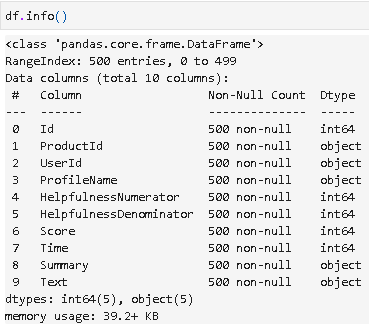 df.info()
<class 'pandas.core.frame.DataFrame'>
RangeIndex: 500 entries, 0 to 499
Data columns (total 10 columns):
 #   Column                  Non-Null Count  Dtype
---  ------                  --------------  -----
 0   Id                      500 non-null    int64
 1   ProductId               500 non-null    object
 2   UserId                  500 non-null    object
 3   ProfileName             500 non-null    object
 4   HelpfulnessNumerator    500 non-null    int64
 5   HelpfulnessDenominator  500 non-null    int64
 6   Score                   500 non-null    int64
 7   Time                    500 non-null    int64
 8   Summary                 500 non-null    object
 9   Text                    500 non-null    object
dtypes: int64(5), object(5)
memory usage: 39.2+ KB